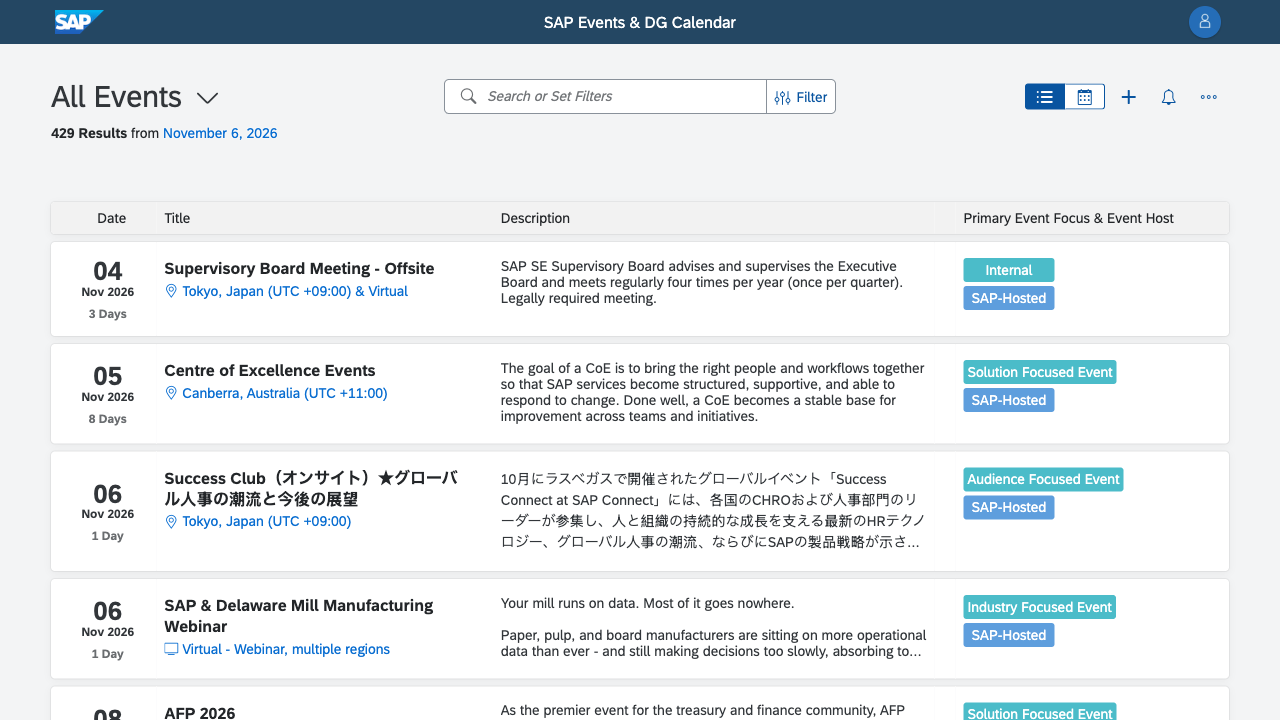 SAP
SAP Events & DG Calendar
All Events
Search or Set Filters
Filter
429 Results from November 6, 2026
Date
Title
Description
Primary Event Focus & Event Host
04
Nov 2026
3 Days
Supervisory Board Meeting - Offsite
Tokyo, Japan (UTC +09:00) & Virtual
SAP SE Supervisory Board advises and supervises the Executive
Board and meets regularly four times per year (once per quarter).
Legally required meeting.
Internal
SAP-Hosted
05
Nov 2026
8 Days
Centre of Excellence Events
Canberra, Australia (UTC +11:00)
The goal of a CoE is to bring the right people and workflows together
so that SAP services become structured, supportive, and able to
respond to change. Done well, a CoE becomes a stable base for
improvement across teams and initiatives.
Solution Focused Event
SAP-Hosted
06
Nov 2026
1 Day
Success Club（オンサイト）★グローバ
ル人事の潮流と今後の展望
Tokyo, Japan (UTC +09:00)
10月にラスベガスで開催されたグローバルイベント「Success
Connect at SAP Connect」には、各国のCHROおよび人事部門のリ
ーダーが参集し、人と組織の持続的な成長を支える最新のHRテクノ
ロジー、グローバル人事の潮流、ならびにSAPの製品戦略が示さ…
Audience Focused Event
SAP-Hosted
06
Nov 2026
1 Day
SAP & Delaware Mill Manufacturing
Webinar
Virtual - Webinar, multiple regions
Your mill runs on data. Most of it goes nowhere.
Paper, pulp, and board manufacturers are sitting on more operational
data than ever - and still making decisions too slowly, absorbing to…
Industry Focused Event
SAP-Hosted
08
AFP 2026
As the premier event for the treasury and finance community, AFP
Solution Focused Event